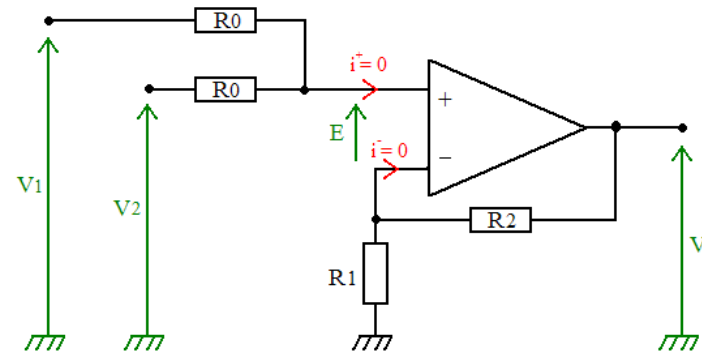 R0
i+= 0
R0
+
E
i-= 0
−
V1
V2
R2
V
R1